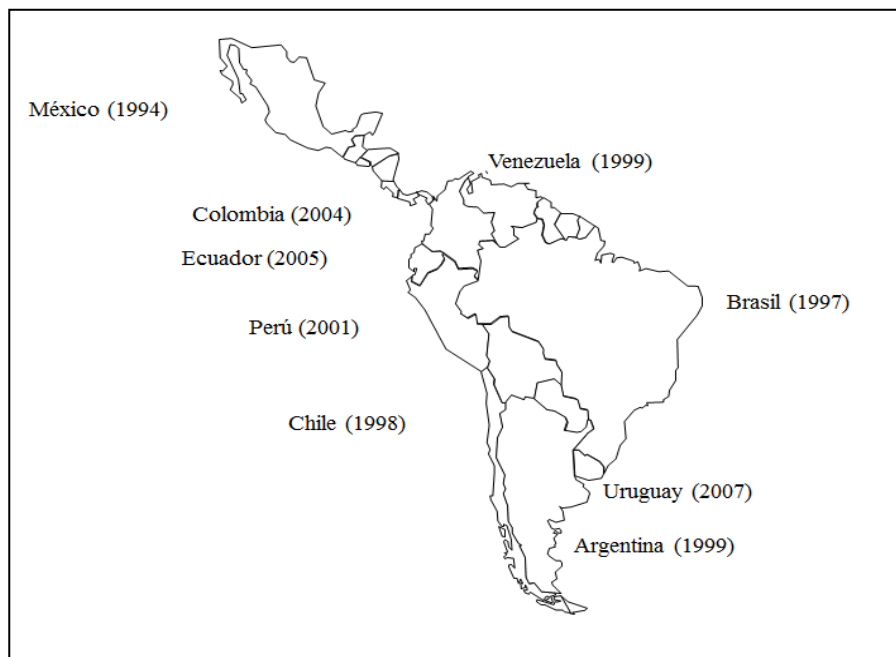 México (1994)
Venezuela (1999)
Colombia (2004)
Ecuador (2005)
Brasil (1997)
Perú (2001)
Chile (1998)
Uruguay (2007)
Argentina (1999)